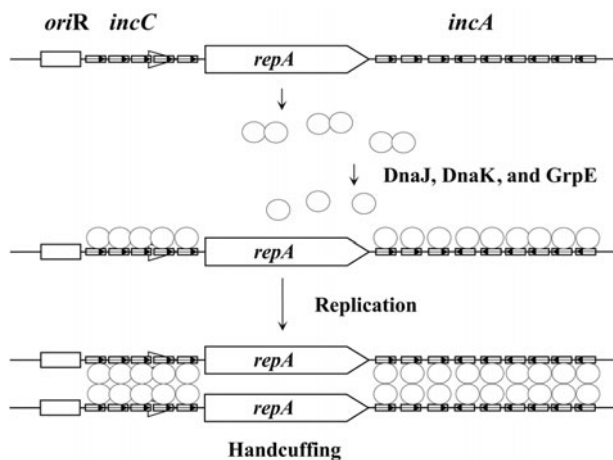 oriR incC incA
repA
DnaJ, DnaK, and GrpE
repA
Replication
repA
repA
Handcuffing